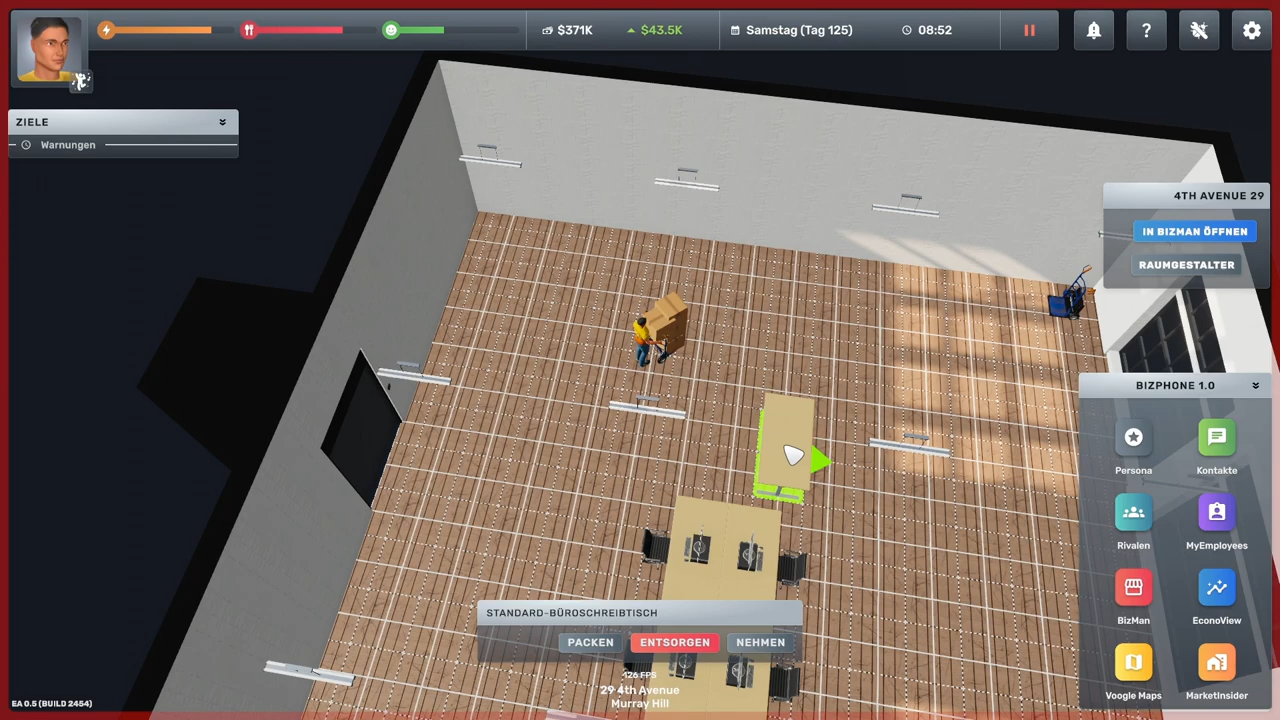 $371K
$43.5K
Samstag (Tag 125)
08:52
?
ZIELE
Warnungen
4TH AVENUE 29
IN BIZMAN ÖFFNEN
RAUMGESTALTER
BIZPHONE 1.0
Persona
Kontakte
Rivalen
MyEmployees
BizMan
EconoView
Voogle Maps
MarketInsider
STANDARD-BÜROSCHREIBTISCH
PACKEN
ENTSORGEN
NEHMEN
126 FPS
29 4th Avenue
Murray Hill
EA 0.5 (BUILD 2454)